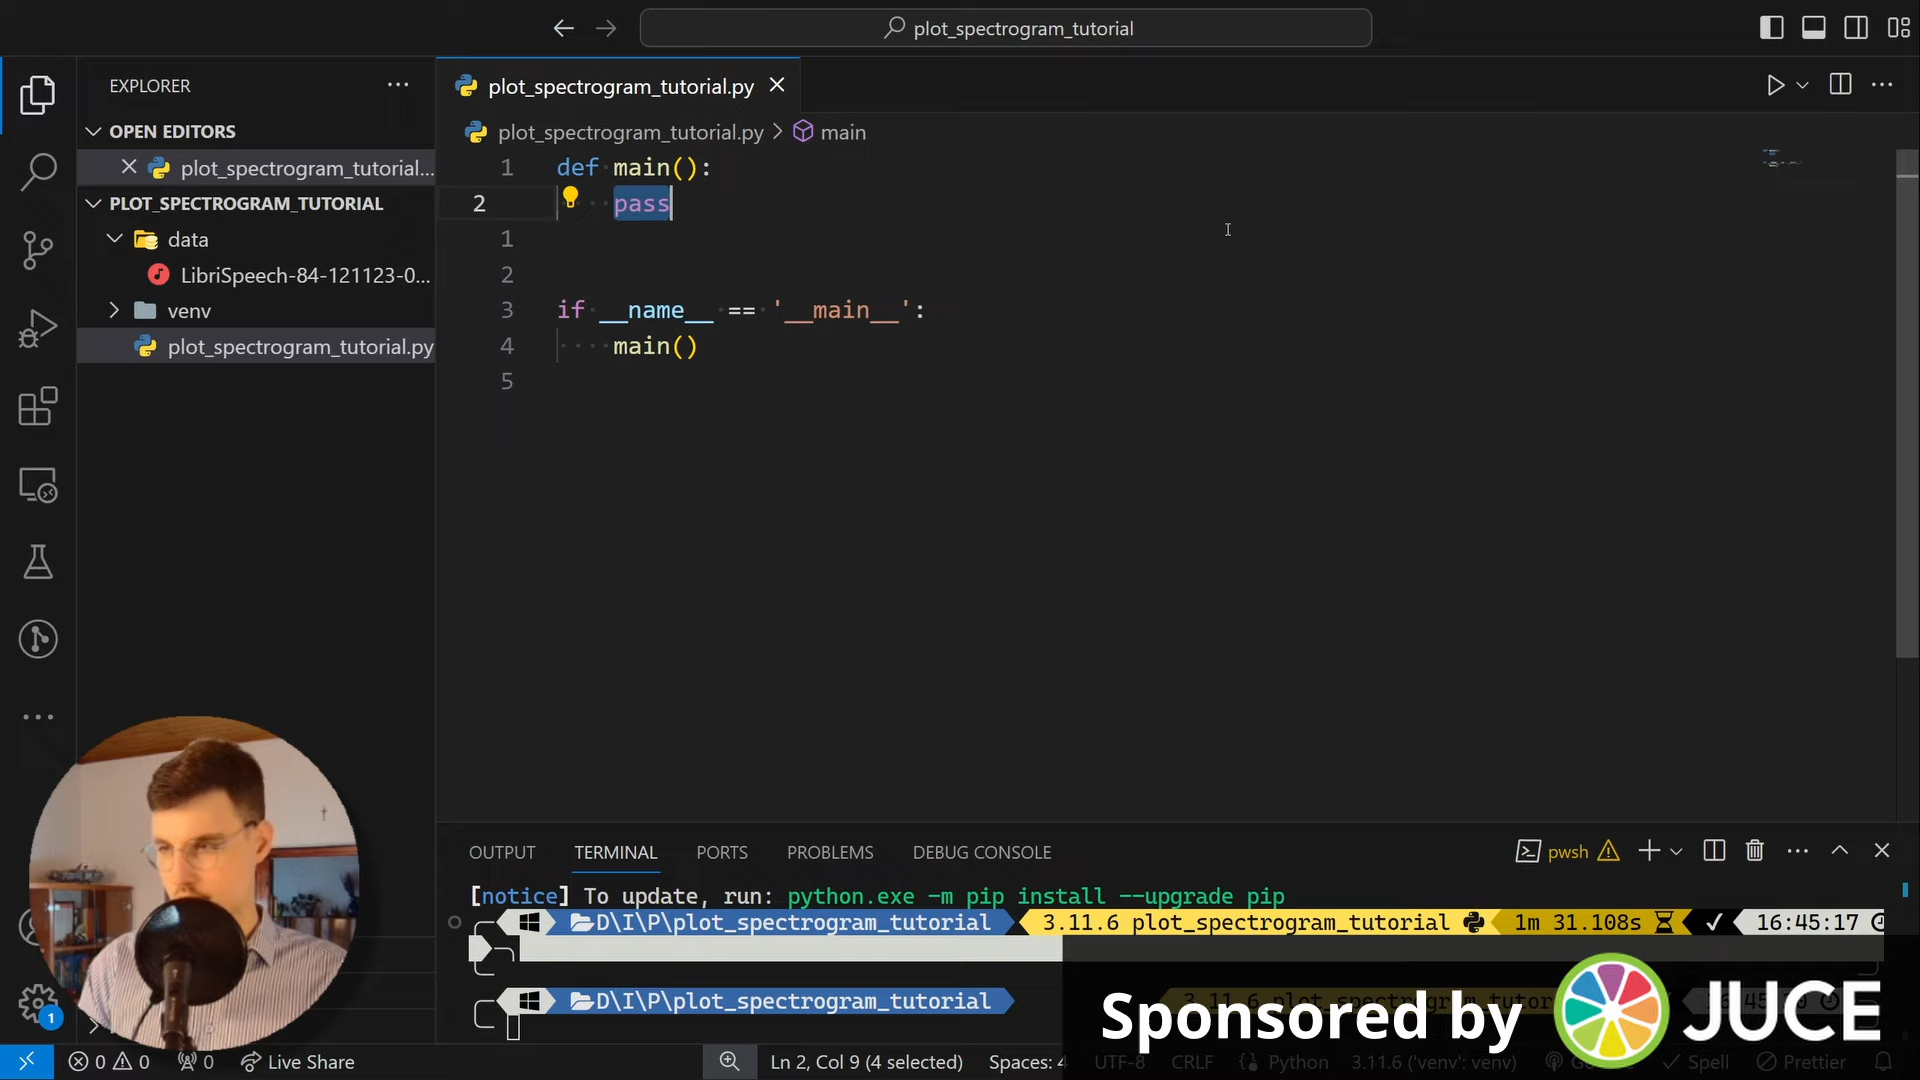 plot_spectrogram_tutorial
EXPLORER
OPEN EDITORS
plot_spectrogram_tutorial...
PLOT_SPECTROGRAM_TUTORIAL
data
LibriSpeech-84-121123-0...
venv
plot_spectrogram_tutorial.py
plot_spectrogram_tutorial.py
plot_spectrogram_tutorial.py > main
1 def main():
2 pass
1
2
3 if __name__ == '__main__':
4 main()
5
OUTPUT TERMINAL PORTS PROBLEMS DEBUG CONSOLE
pwsh
[notice] To update, run: python.exe -m pip install --upgrade pip
D\I\P\plot_spectrogram_tutorial 3.11.6 plot_spectrogram_tutorial 1m 31.108s 16:45:17
D\I\P\plot_spectrogram_tutorial
Sponsored by JUCE
1
0 0 0 Live Share Ln 2, Col 9 (4 selected) Spaces: 4 UTF-8 CRLF Python 3.11.6 ('venv': venv) Spell Prettier